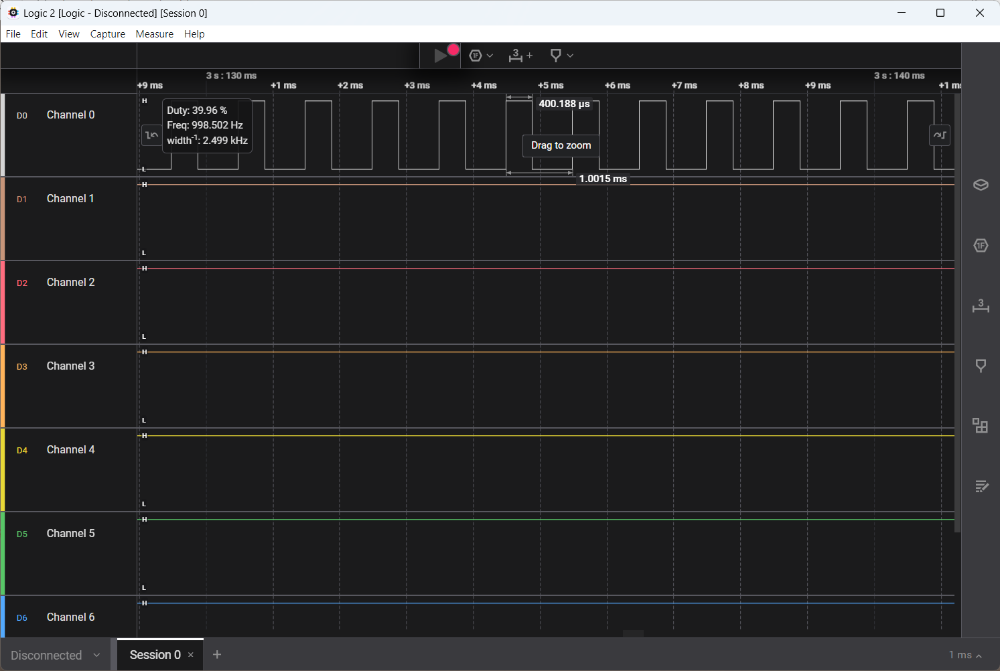 Logic 2 [Logic - Disconnected] [Session 0]
File Edit View Capture Measure Help
1F 3 +
3 s : 130 ms 3 s : 140 ms
+9 ms +1 ms +2 ms +3 ms +4 ms +5 ms +6 ms +7 ms +8 ms +9 ms +1 ms
D0 Channel 0
H
L
Duty: 39.96 %
Freq: 998.502 Hz
width-1: 2.499 kHz
400.188 µs
Drag to zoom
1.0015 ms
H
D1 Channel 1
L
H
D2 Channel 2
L
H
D3 Channel 3
L
H
D4 Channel 4
L
H
D5 Channel 5
L
H
D6 Channel 6
1F
3
Disconnected Session 0 × + 1 ms